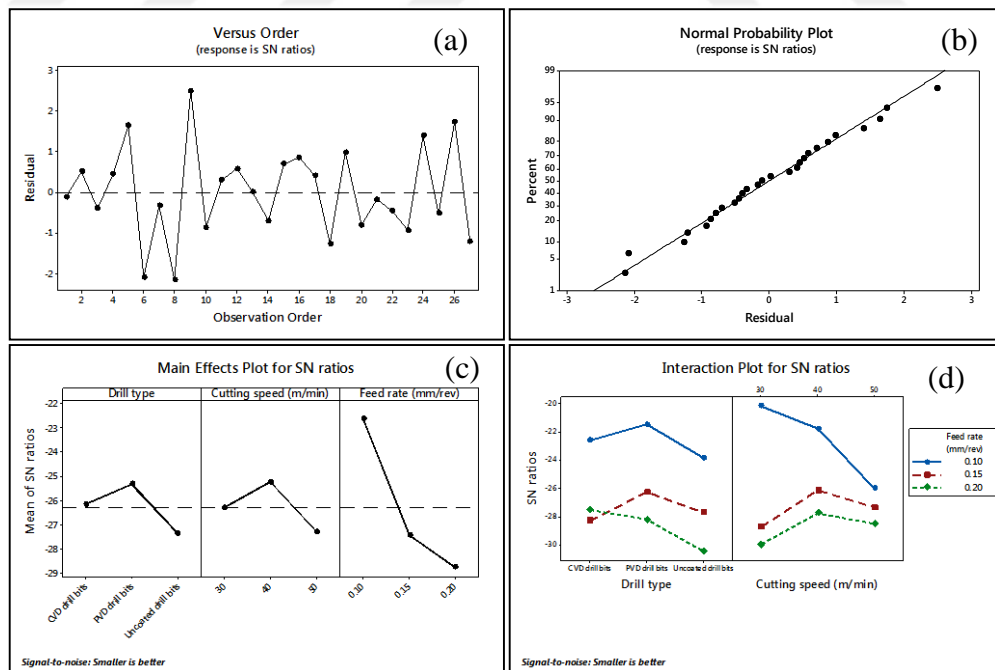 Versus Order
(response is SN ratios)
(a)
Residual
3
2
1
0
-1
-2
2 4 6 8 10 12 14 16 18 20 22 24 26
Observation Order
Normal Probability Plot
(response is SN ratios)
(b)
Percent
99
95
90
80
70
60
50
40
30
20
10
5
1
-3 -2 -1 0 1 2 3
Residual
Main Effects Plot for SN ratios
(c)
Drill type Cutting speed (m/min) Feed rate (mm/rev)
Mean of SN ratios
-22
-23
-24
-25
-26
-27
-28
-29
CVD drill bits PVD drill bits Uncoated drill bits 30 40 50 0.10 0.15 0.20
Signal-to-noise: Smaller is better
Interaction Plot for SN ratios
(d)
30 40 50
SN ratios
-20
-22
-24
-26
-28
-30
Feed rate
(mm/rev)
0.10
0.15
0.20
CVD drill bits PVD drill bits Uncoated drill bits
Drill type Cutting speed (m/min)
Signal-to-noise: Smaller is better